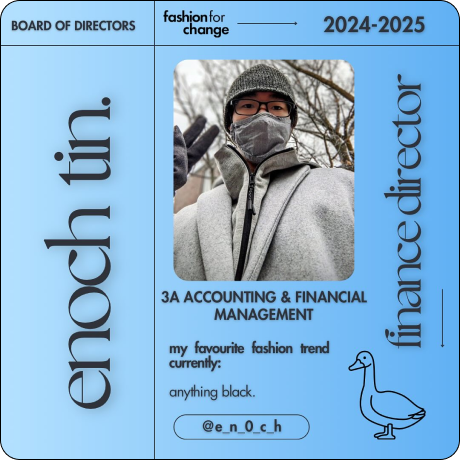 BOARD OF DIRECTORS
fashion for
change
2024-2025
enoch tin.
finance director
3A ACCOUNTING & FINANCIAL
MANAGEMENT
my favourite fashion trend
currently:
anything black.
@e_n_0_c_h